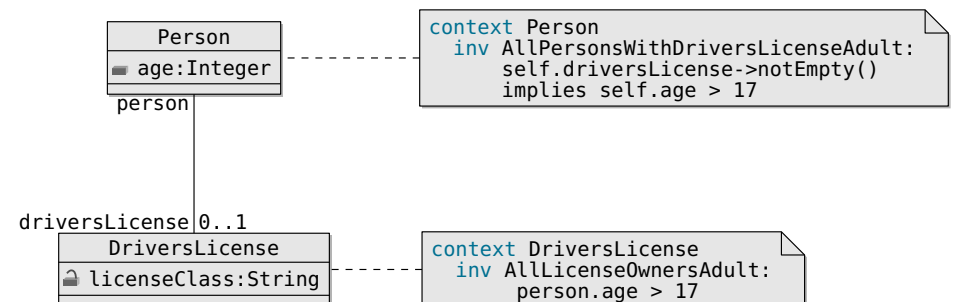 Person
age:Integer
person
context Person
inv AllPersonsWithDriversLicenseAdult:
self.driversLicense->notEmpty()
implies self.age > 17
driversLicense 0..1
DriversLicense
licenseClass:String
context DriversLicense
inv AllLicenseOwnersAdult:
person.age > 17